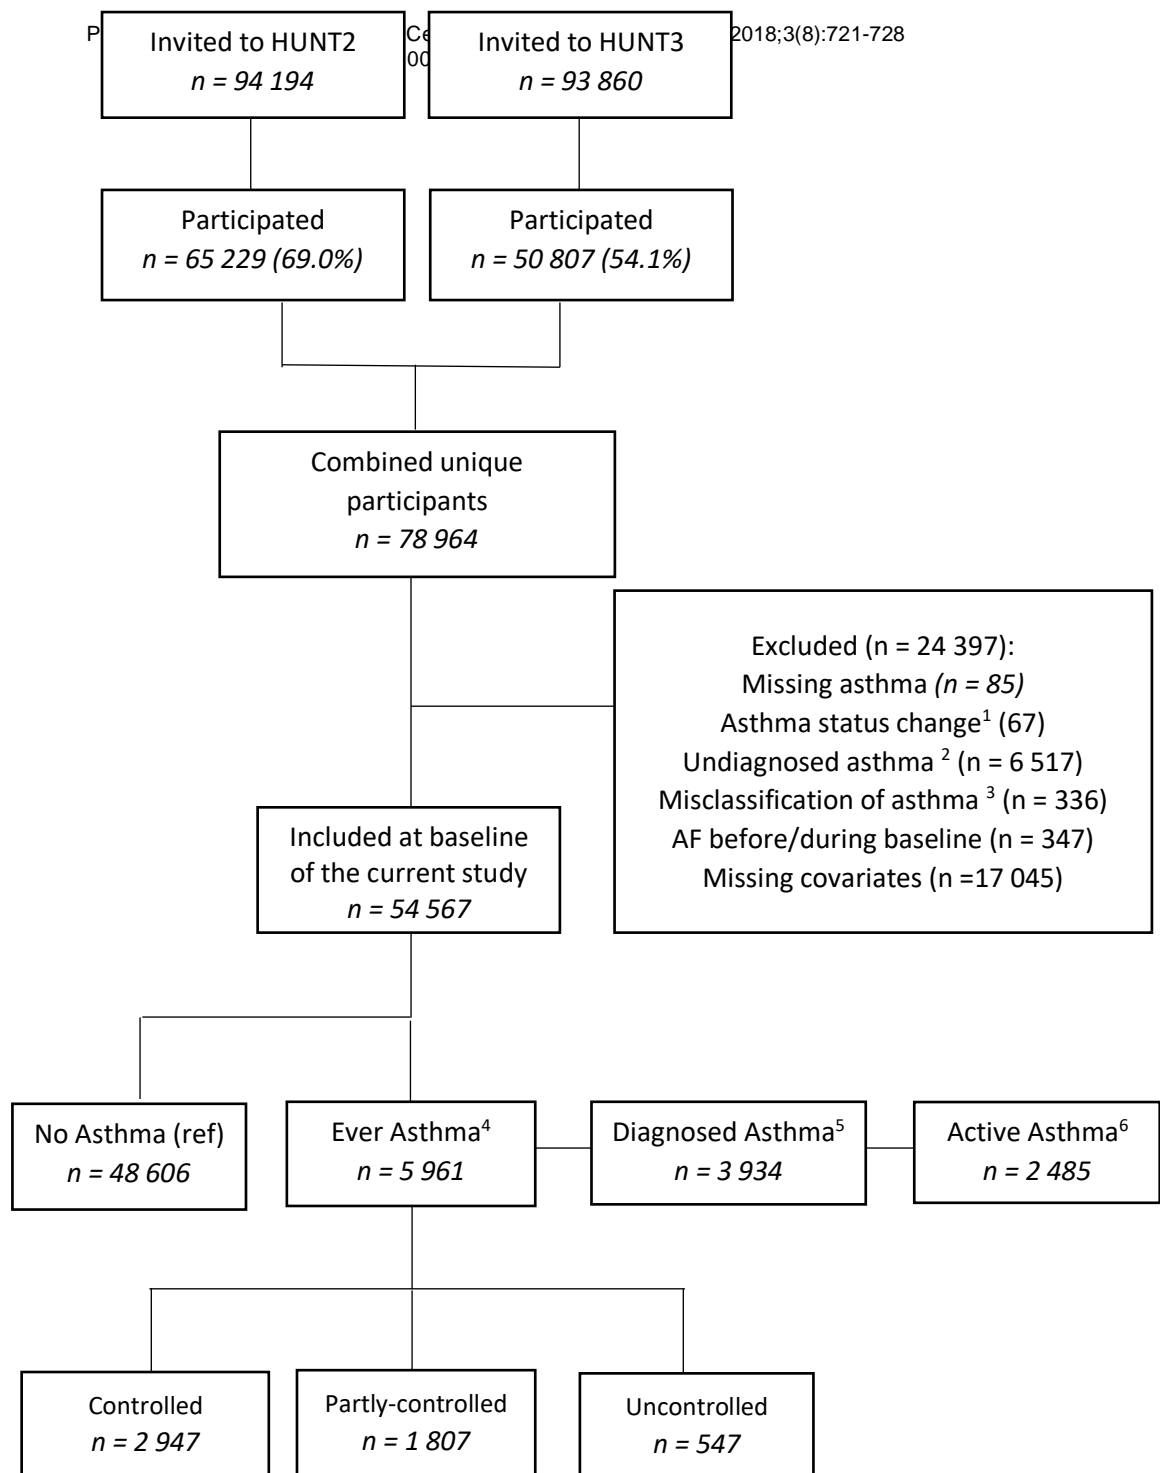 P
Ce
2018;3(8):721-728
00
Invited to HUNT2
n = 94 194
Invited to HUNT3
n = 93 860
Participated
n = 65 229 (69.0%)
Participated
n = 50 807 (54.1%)
Combined unique
participants
n = 78 964
Excluded (n = 24 397):
Missing asthma (n = 85)
Asthma status change1 (67)
Undiagnosed asthma 2 (n = 6 517)
Misclassification of asthma 3 (n = 336)
AF before/during baseline (n = 347)
Missing covariates (n =17 045)
Included at baseline
of the current study
n = 54 567
No Asthma (ref)
n = 48 606
Ever Asthma4
n = 5 961
Diagnosed Asthma5
n = 3 934
Active Asthma6
n = 2 485
Controlled
n = 2 947
Partly-controlled
n = 1 807
Uncontrolled
n = 547